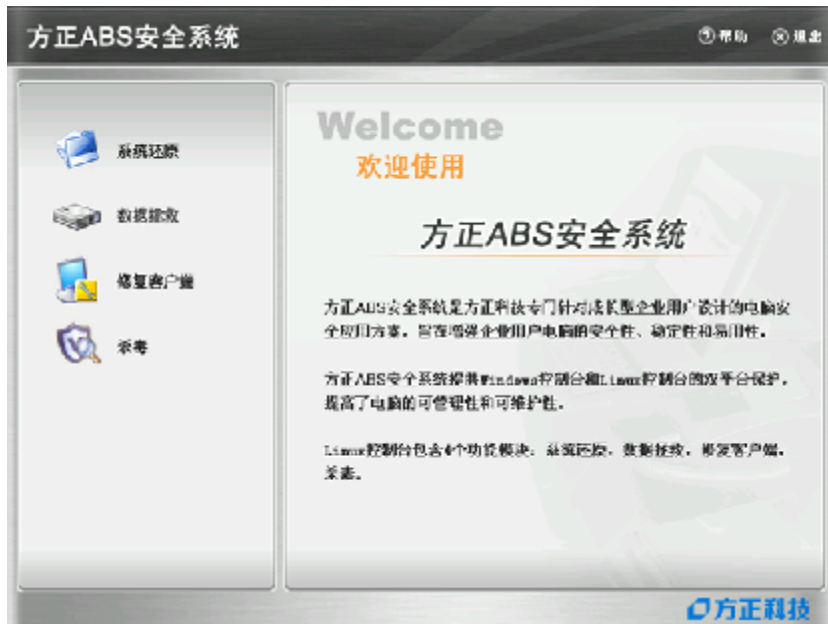 方正ABS安全系统
帮助
退出
系统还原
数据拯救
修复客户端
杀毒
Welcome
欢迎使用
方正ABS安全系统
方正ABS安全系统是方正科技专门针对成长型企业用户设计的电脑安
全应用方案。旨在增强企业用户电脑的安全性、稳定性和易用性。
方正ABS安全系统提供Windows控制台和Linux控制台的双平台保护，
提高了电脑的可管理性和可维护性。
Linux控制台包含4个功能模块：系统还原，数据拯救，修复客户端，
杀毒。
方正科技